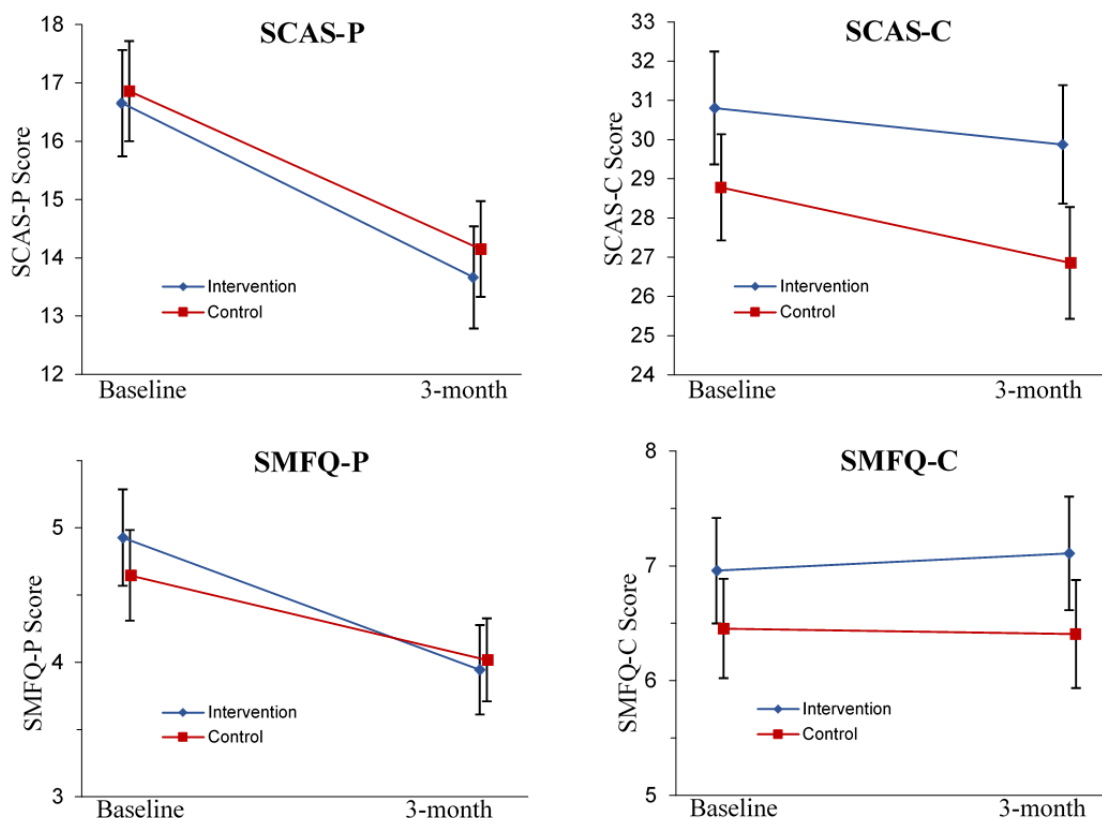 SCAS-P
SCAS-P Score
18
17
16
15
14
13
12
Intervention
Control
Baseline
3-month
SCAS-C
SCAS-C Score
33
32
31
30
29
28
27
26
25
24
Intervention
Control
Baseline
3-month
SMFQ-P
SMFQ-P Score
5
4
3
Intervention
Control
Baseline
3-month
SMFQ-C
SMFQ-C Score
8
7
6
5
Intervention
Control
Baseline
3-month